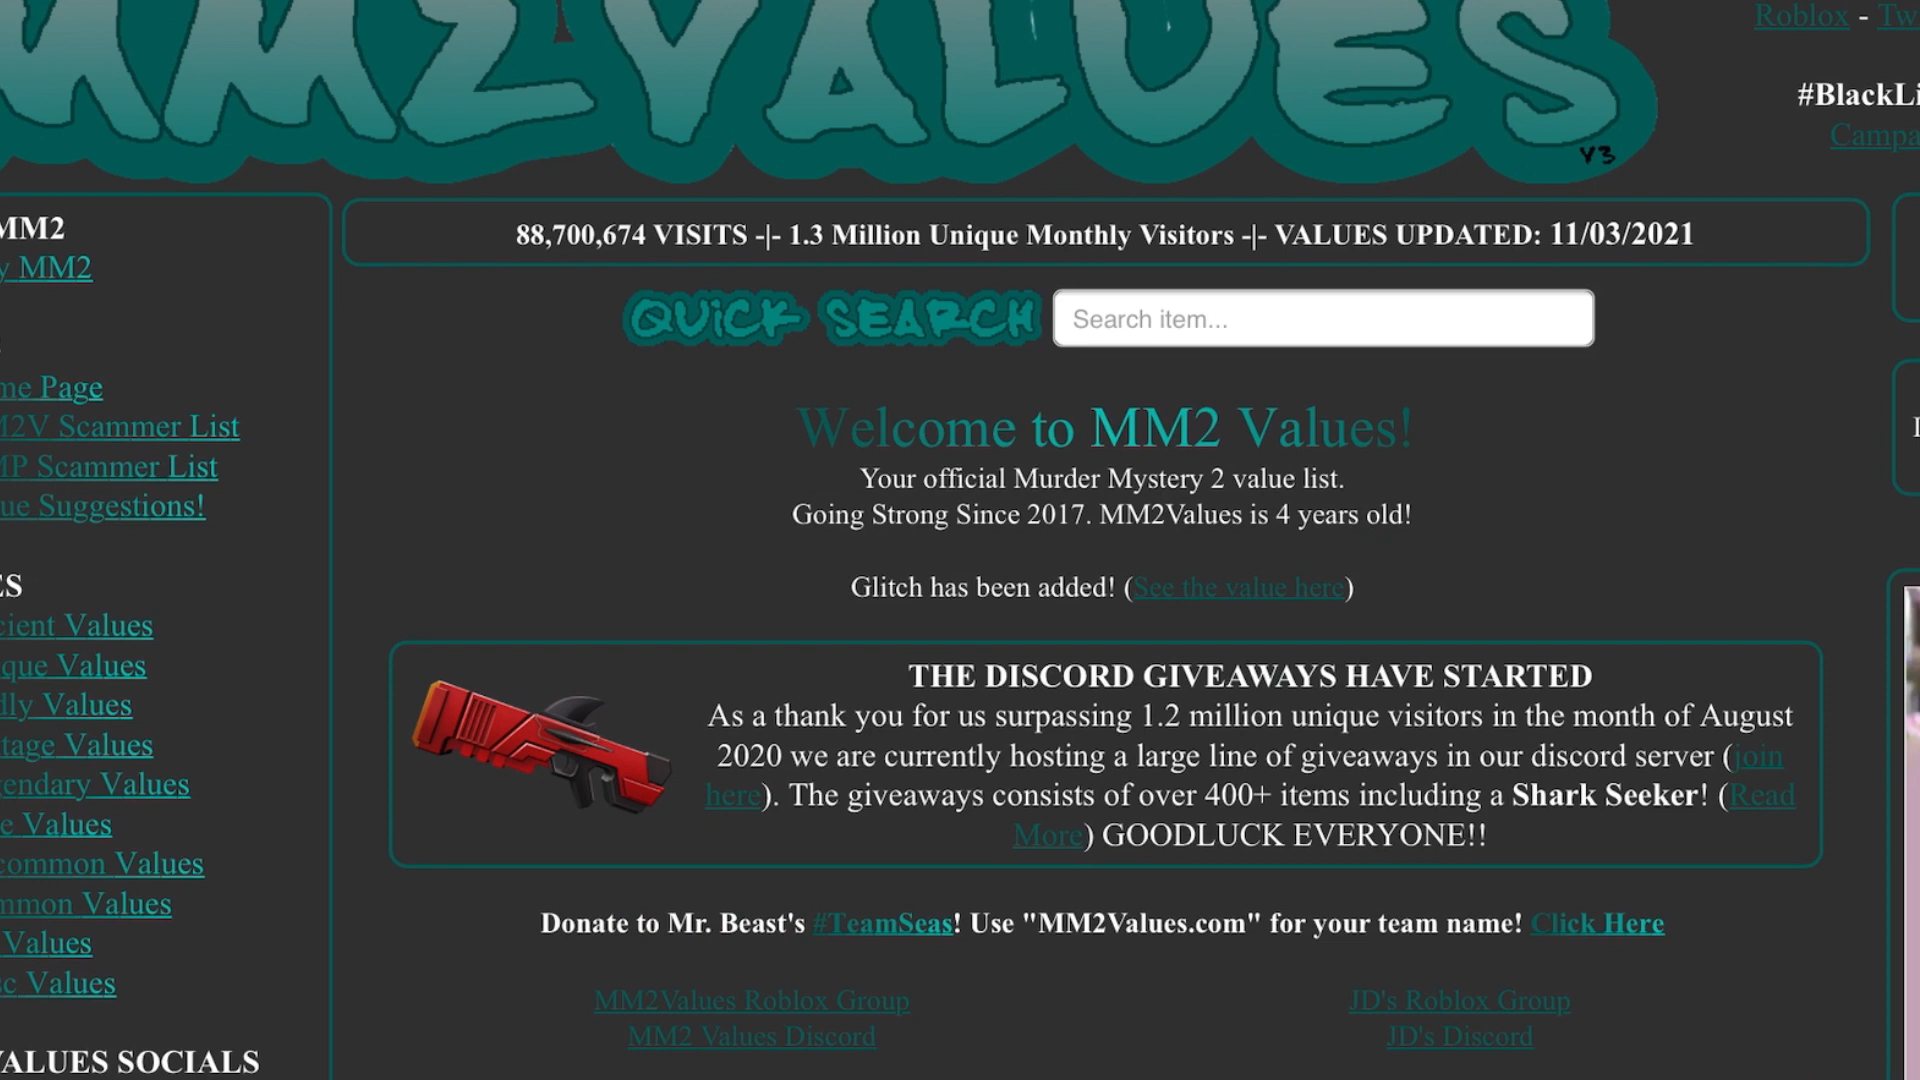 MM2VALUES
V3
Roblox - Tw
#BlackLi
Campa
MM2
y MM2
me Page
M2V Scammer List
MP Scammer List
ue Suggestions!
ES
cient Values
que Values
dly Values
tage Values
gendary Values
e Values
common Values
mmon Values
Values
sc Values
VALUES SOCIALS
88,700,674 VISITS -|- 1.3 Million Unique Monthly Visitors -|- VALUES UPDATED: 11/03/2021
QUICK SEARCH Search item...
Welcome to MM2 Values!
Your official Murder Mystery 2 value list.
Going Strong Since 2017. MM2Values is 4 years old!
Glitch has been added! (See the value here)
THE DISCORD GIVEAWAYS HAVE STARTED
As a thank you for us surpassing 1.2 million unique visitors in the month of August
2020 we are currently hosting a large line of giveaways in our discord server (join
here). The giveaways consists of over 400+ items including a Shark Seeker! (Read
More) GOODLUCK EVERYONE!!
Donate to Mr. Beast's #TeamSeas! Use "MM2Values.com" for your team name! Click Here
MM2Values Roblox Group
MM2 Values Discord
JD's Roblox Group
JD's Discord